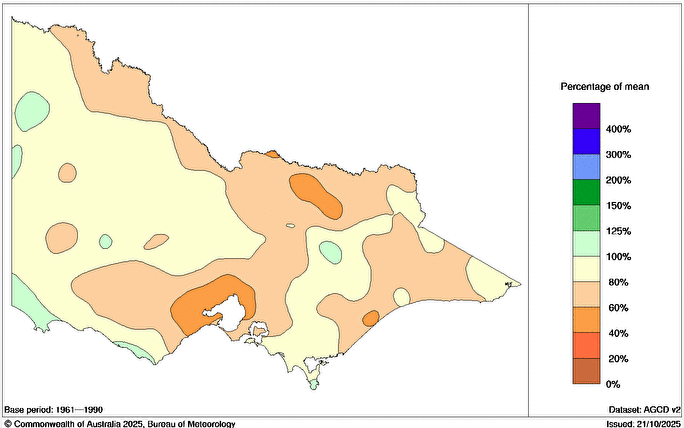 Percentage of mean
400%
300%
200%
150%
125%
100%
80%
60%
40%
20%
0%
Base period: 1961—1990
Dataset: AGCD v2
© Commonwealth of Australia 2025, Bureau of Meteorology
Issued: 21/10/2025